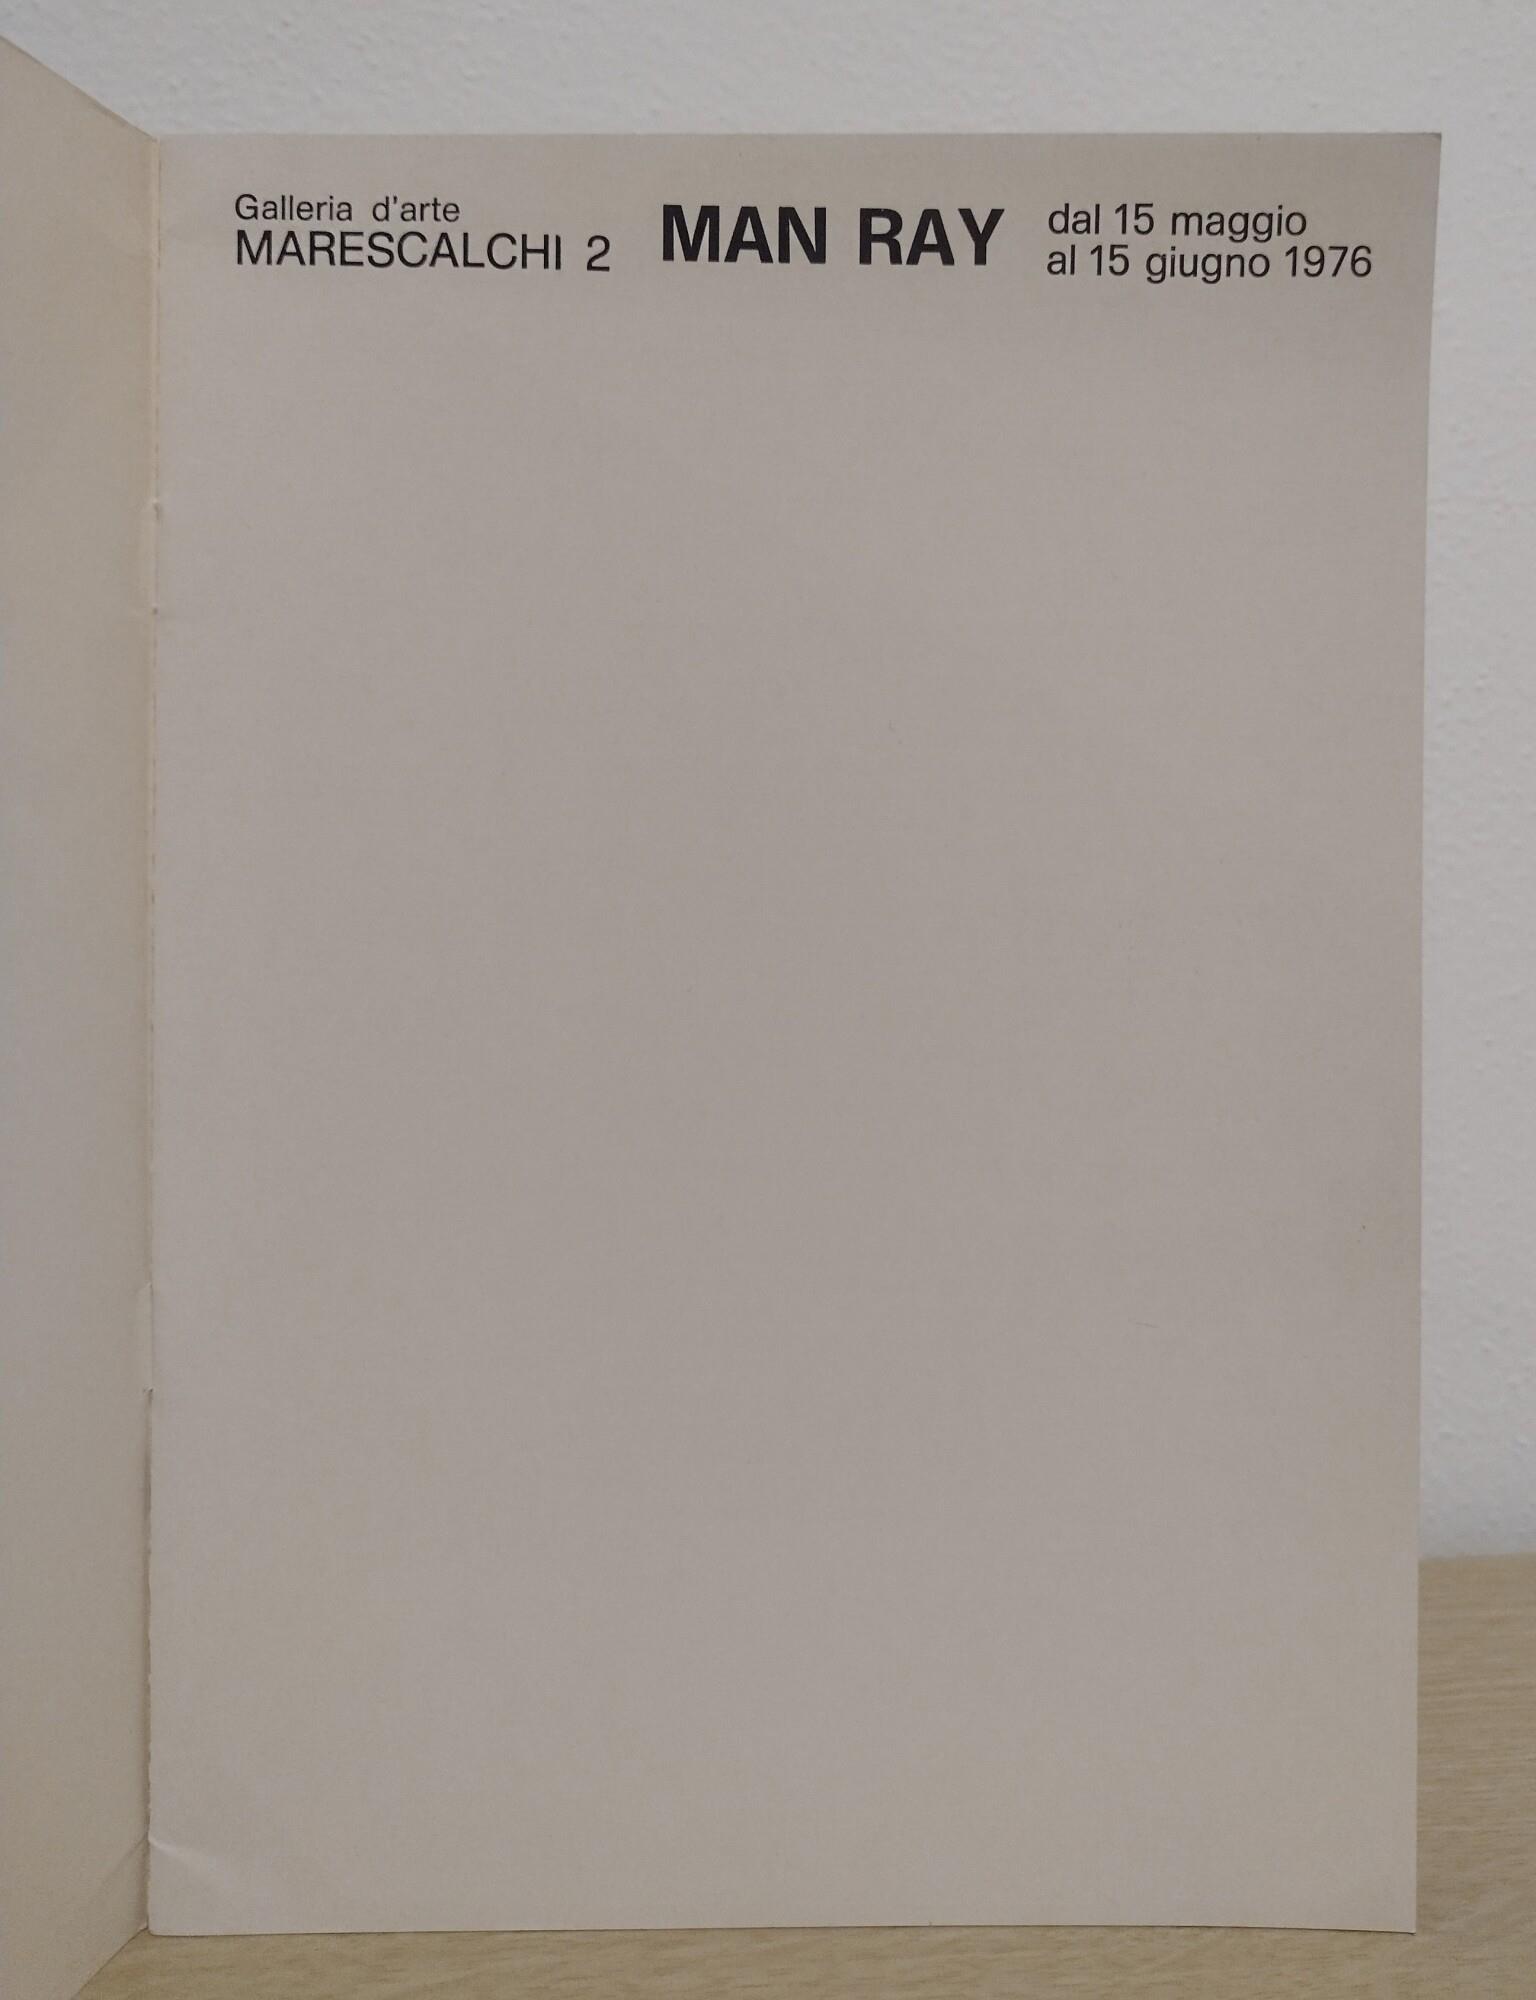 Galleria d'arte
MARESCALCHI 2
MAN RAY
dal 15 maggio
al 15 giugno 1976